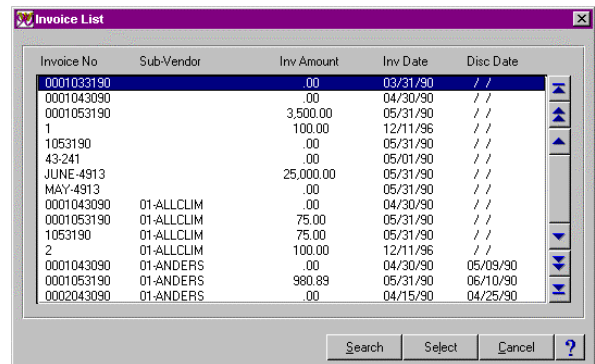 Invoice List
Invoice No Sub-Vendor Inv Amount Inv Date Disc Date
0001033190 .00 03/31/90 / /
0001043090 .00 04/30/90 / /
0001053190 3,500.00 05/31/90 / /
1 100.00 12/11/96 / /
1053190 .00 05/31/90 / /
43-241 .00 05/01/90 / /
JUNE-4913 25,000.00 05/31/90 / /
MAY-4913 .00 05/31/90 / /
0001043090 01-ALLCLIM .00 04/30/90 / /
0001053190 01-ALLCLIM 75.00 05/31/90 / /
1053190 01-ALLCLIM 75.00 05/31/90 / /
2 01-ALLCLIM 100.00 12/11/96 / /
0001043090 01-ANDERS .00 04/30/90 05/09/90
0001053190 01-ANDERS 980.89 05/31/90 06/10/90
0002043090 01-ANDERS .00 04/15/90 04/25/90
Search Select Cancel ?